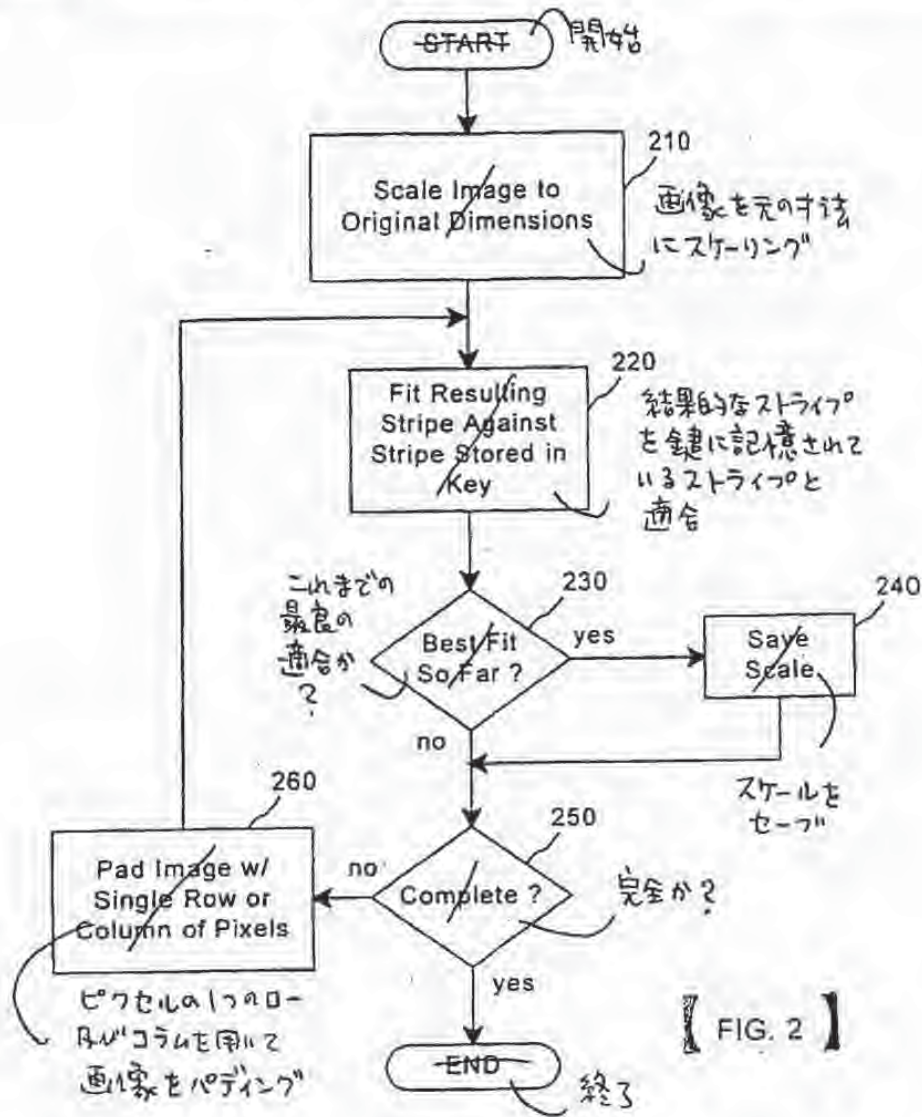 START
開始
210
Scale Image to
Original Dimensions
画像を元の寸法
にスケーリング
220
Fit Resulting
Stripe Against
Stripe Stored in
Key
結果的なストライプ
を鍵に記憶されて
いるストライプと
適合
230
これまでの
最良の
適合か
?
Best Fit
So Far ?
yes
240
Save
Scale
no
スケールを
セーブ
260
250
Pad Image w/
Single Row or
Column of Pixels
no
Complete ?
完全か?
yes
ピクセルの1つのロー
及びコラムを用いて
画像をパディング
【 FIG. 2 】
END
終了